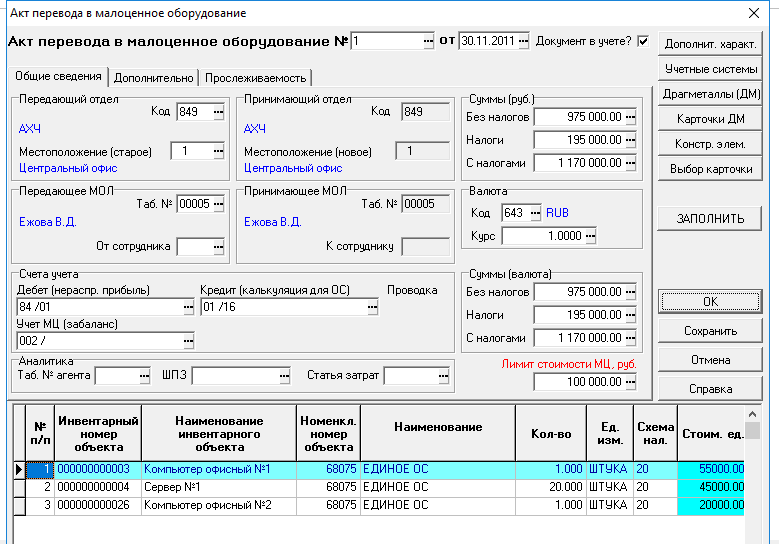 Акт перевода в малоценное оборудование
Акт перевода в малоценное оборудование № 1 от 30.11.2011 Документ в учете?
Общие сведения Дополнительно Прослеживаемость
Передающий отдел
Код 849
АХЧ
Местоположение (старое) 1
Центральный офис
Принимающий отдел
Код 849
АХЧ
Местоположение (новое) 1
Центральный офис
Суммы (руб.)
Без налогов 975 000.00
Налоги 195 000.00
С налогами 1 170 000.00
Передающее МОЛ
Таб. № 00005
Ежова В.Д.
От сотрудника
Принимающее МОЛ
Таб. № 00005
Ежова В.Д.
К сотруднику
Валюта
Код 643 RUB
Курс 1.0000
Счета учета
Дебет (нераспр. прибыль) Кредит (калькуляция для ОС) Проводка
84 /01 01 /16
Учет МЦ (забаланс)
002 /
Суммы (валюта)
Без налогов 975 000.00
Налоги 195 000.00
С налогами 1 170 000.00
Аналитика
Таб. № агента ШПЗ Статья затрат
Лимит стоимости МЦ, руб.
100 000.00
Дополнит. характ.
Учетные системы
Драгметаллы (ДМ)
Карточки ДМ
Констр. элем.
Выбор карточки
ЗАПОЛНИТЬ
OK
Сохранить
Отмена
Справка
№ п/п Инвентарный номер объекта Наименование инвентарного объекта Номенкл. номер объекта Наименование Кол-во Ед. изм. Схема нал. Стоим. ед.
1 000000000003 Компьютер офисный №1 68075 ЕДИНОЕ ОС 1.000 ШТУКА 20 55000.00
2 000000000004 Сервер №1 68075 ЕДИНОЕ ОС 20.000 ШТУКА 20 45000.00
3 000000000026 Компьютер офисный №2 68075 ЕДИНОЕ ОС 1.000 ШТУКА 20 20000.00